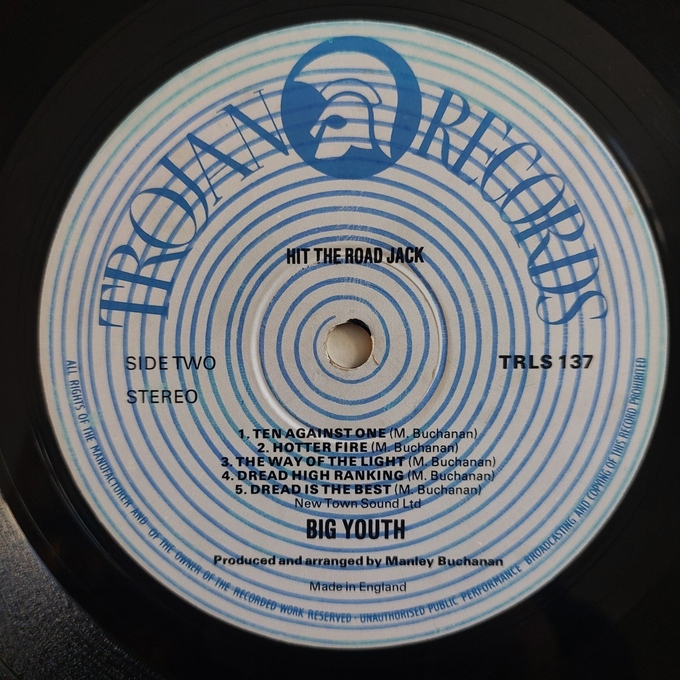 TROJAN RECORDS
HIT THE ROAD JACK
SIDE TWO
TRLS 137
STEREO
1. TEN AGAINST ONE (M. Buchanan)
2. HOTTER FIRE (M. Buchanan)
3. THE WAY OF THE LIGHT (M. Buchanan)
4. DREAD HIGH RANKING (M. Buchanan)
5. DREAD IS THE BEST (M. Buchanan)
New Town Sound Ltd
BIG YOUTH
Produced and arranged by Manley Buchanan
Made in England
ALL RIGHTS OF THE MANUFACTURER AND OF THE OWNER OF THE RECORDED WORK RESERVED · UNAUTHORISED PUBLIC PERFORMANCE BROADCASTING AND COPYING OF THIS RECORD PROHIBITED